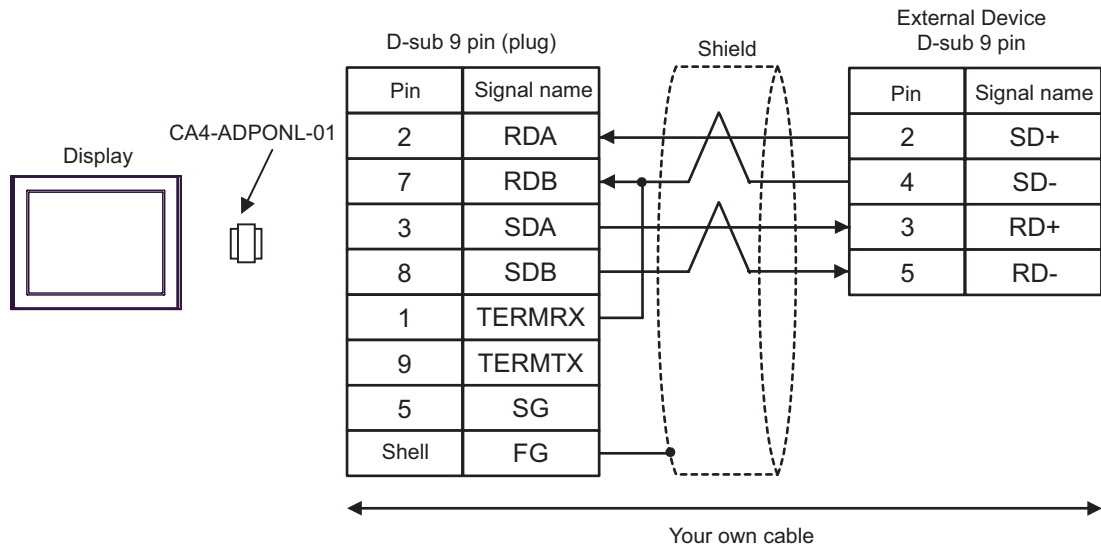 D-sub 9 pin (plug)
Shield
External Device
D-sub 9 pin
CA4-ADPONL-01
Display
Pin Signal name
2 RDA
7 RDB
3 SDA
8 SDB
1 TERMRX
9 TERMTX
5 SG
Shell FG
Pin Signal name
2 SD+
4 SD-
3 RD+
5 RD-
Your own cable